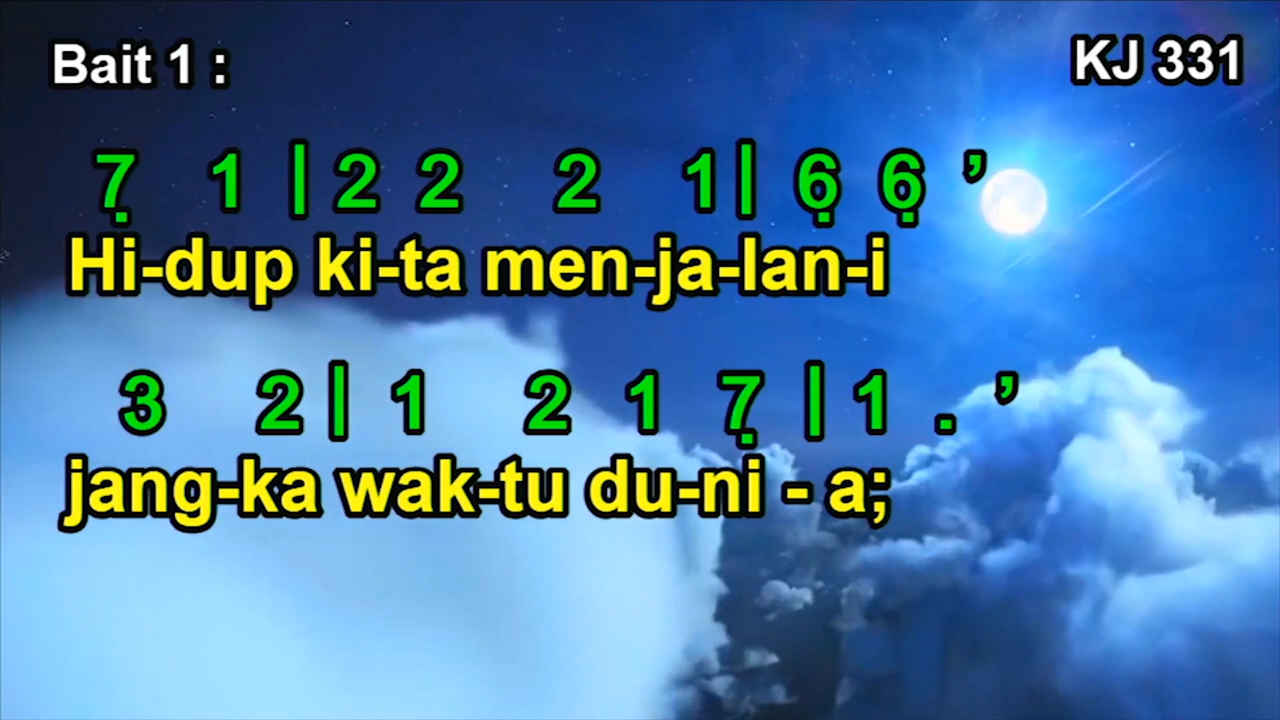 Bait 1 :
KJ 331
7̣ 1 | 2 2 2 1 | 6̣ 6̣ ’
Hi-dup ki-ta men-ja-lan-i
3 2 | 1 2 1 7̣ | 1 . ’
jang-ka wak-tu du-ni - a;